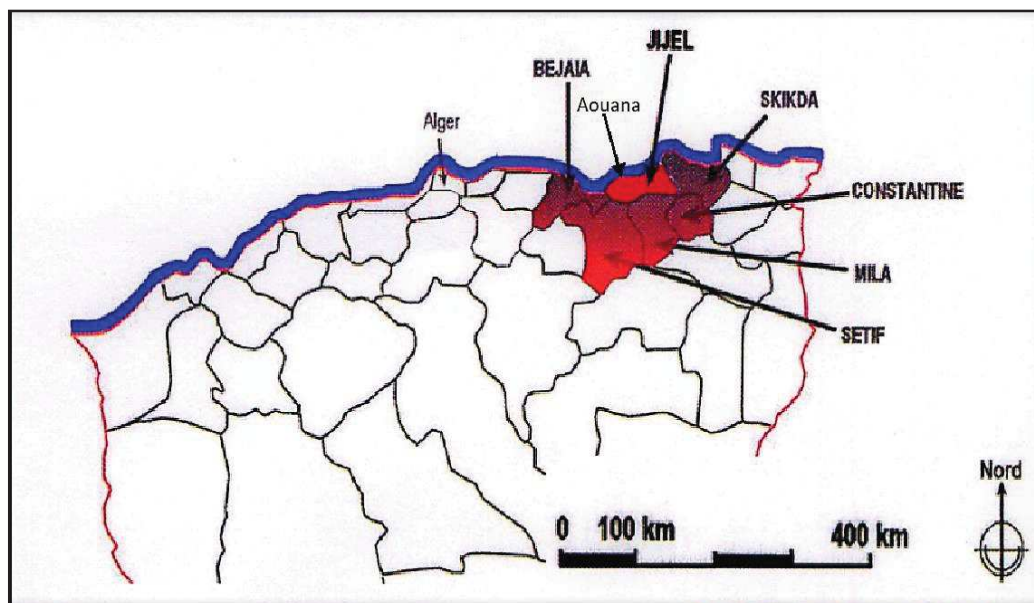 JIJEL
BEJAIA
Aouana
SKIKDA
Alger
CONSTANTINE
MILA
SETIF
Nord
0 100 km 400 km